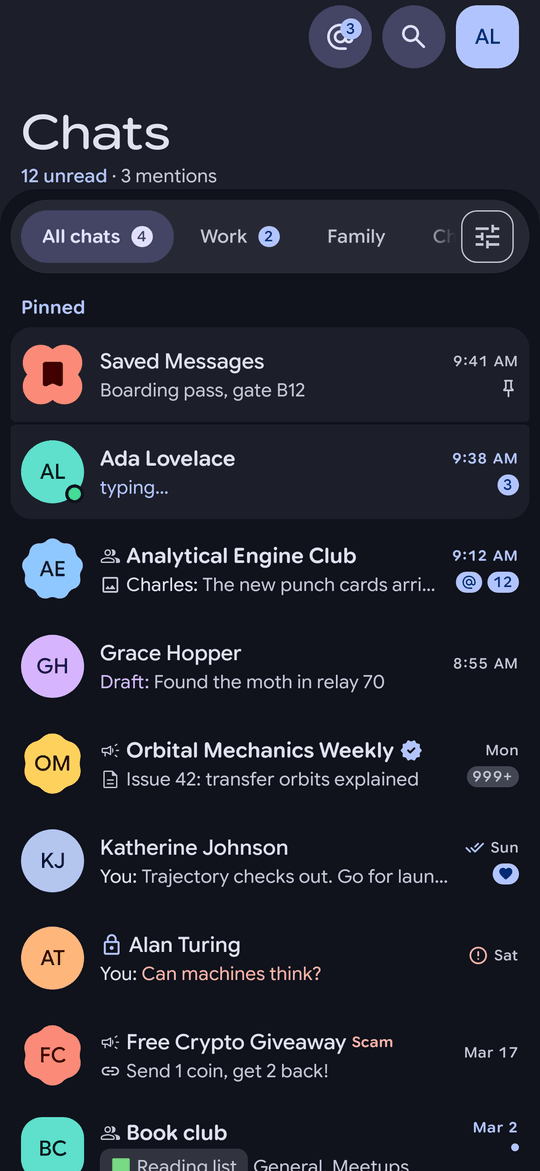 3
AL
Chats
12 unread · 3 mentions
All chats 4 Work 2 Family Ch
Pinned
Saved Messages 9:41 AM
Boarding pass, gate B12
AL Ada Lovelace 9:38 AM
typing... 3
AE Analytical Engine Club 9:12 AM
Charles: The new punch cards arri... @ 12
GH Grace Hopper 8:55 AM
Draft: Found the moth in relay 70
OM Orbital Mechanics Weekly Mon
Issue 42: transfer orbits explained 999+
KJ Katherine Johnson Sun
You: Trajectory checks out. Go for laun...
AT Alan Turing Sat
You: Can machines think?
FC Free Crypto Giveaway Scam Mar 17
Send 1 coin, get 2 back!
BC Book club Mar 2
Reading list General, Meetups